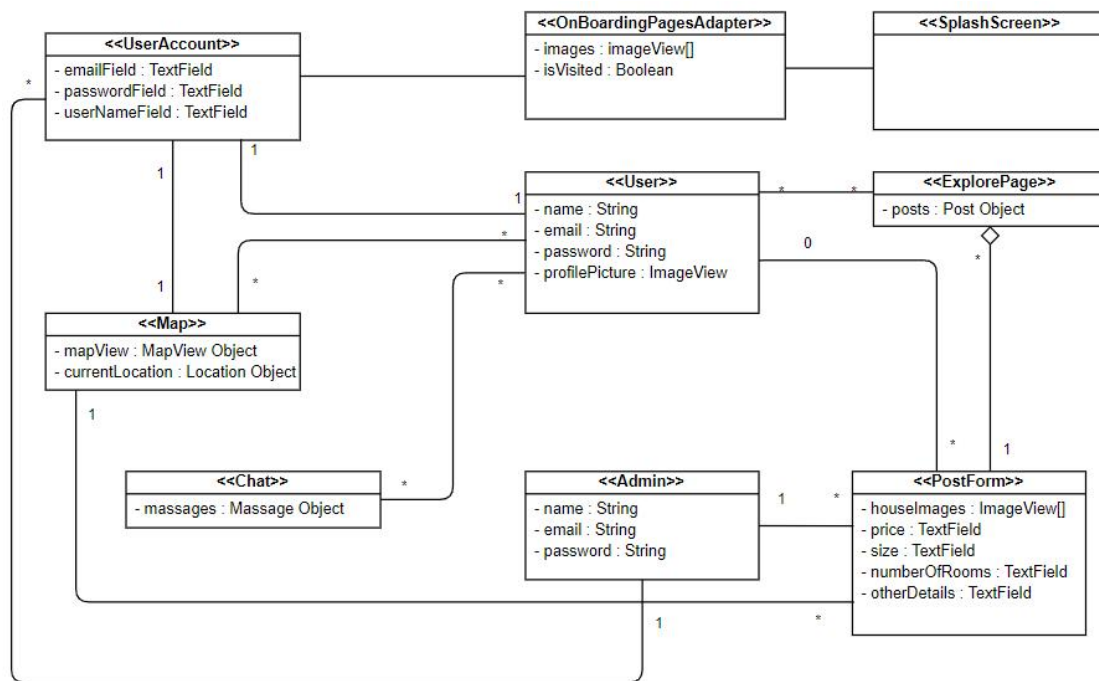 <<UserAccount>>
- emailField : TextField
- passwordField : TextField
- userNameField : TextField
<<OnBoardingPagesAdapter>>
- images : imageView[]
- isVisited : Boolean
<<SplashScreen>>
*
1
1
1
1
<<User>>
- name : String
- email : String
- password : String
- profilePicture : ImageView
*
*
<<ExplorePage>>
- posts : Post Object
*
*
*
0
*
1
*
1
<<Map>>
- mapView : MapView Object
- currentLocation : Location Object
1
*
<<Chat>>
- massages : Massage Object
*
<<Admin>>
- name : String
- email : String
- password : String
1
*
<<PostForm>>
- houseImages : ImageView[]
- price : TextField
- size : TextField
- numberOfRooms : TextField
- otherDetails : TextField
1
*